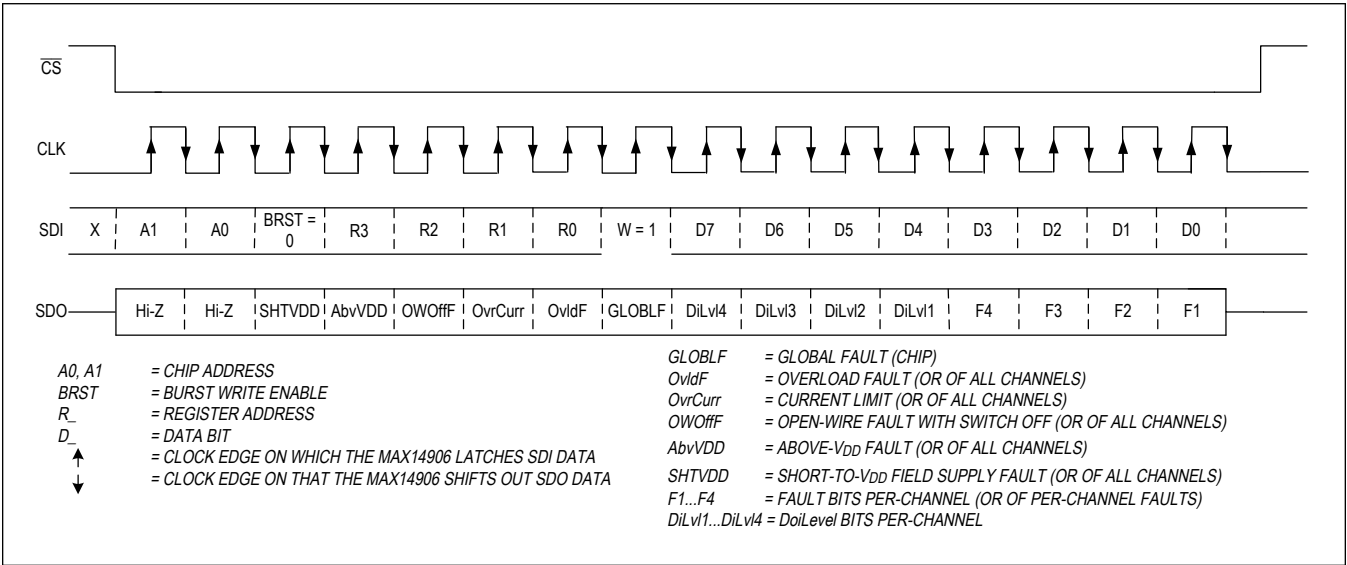 CS
CLK
SDI X A1 A0 BRST = 0 R3 R2 R1 R0 W = 1 D7 D6 D5 D4 D3 D2 D1 D0
SDO Hi-Z Hi-Z SHTVDD AbvVDD OWOffF OvrCurr OvldF GLOBLF DiLvl4 DiLvl3 DiLvl2 DiLvl1 F4 F3 F2 F1
A0, A1 = CHIP ADDRESS
BRST = BURST WRITE ENABLE
R_ = REGISTER ADDRESS
D_ = DATA BIT
= CLOCK EDGE ON WHICH THE MAX14906 LATCHES SDI DATA
= CLOCK EDGE ON THAT THE MAX14906 SHIFTS OUT SDO DATA
GLOBLF = GLOBAL FAULT (CHIP)
OvldF = OVERLOAD FAULT (OR OF ALL CHANNELS)
OvrCurr = CURRENT LIMIT (OR OF ALL CHANNELS)
OWOffF = OPEN-WIRE FAULT WITH SWITCH OFF (OR OF ALL CHANNELS)
AbvVDD = ABOVE-VDD FAULT (OR OF ALL CHANNELS)
SHTVDD = SHORT-TO-VDD FIELD SUPPLY FAULT (OR OF ALL CHANNELS)
F1...F4 = FAULT BITS PER-CHANNEL (OR OF PER-CHANNEL FAULTS)
DiLvl1...DiLvl4 = DoiLevel BITS PER-CHANNEL